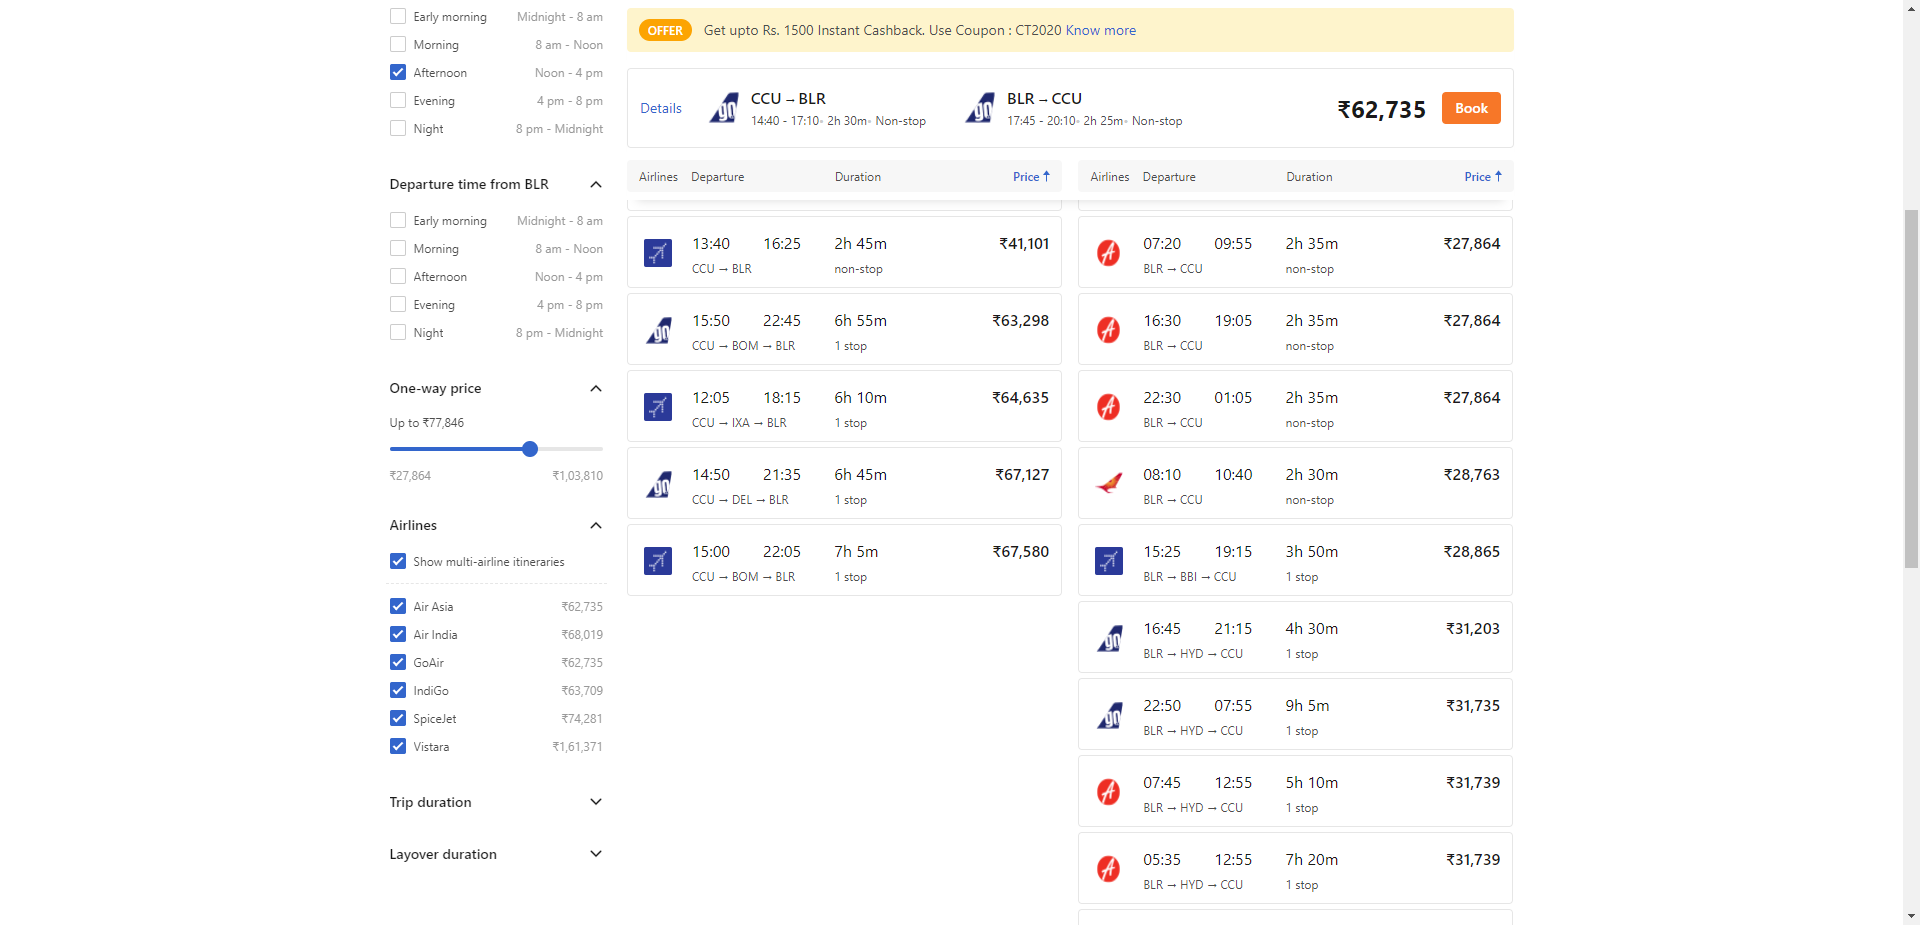 Early morning Midnight - 8 am
Morning 8 am - Noon
Afternoon Noon - 4 pm
Evening 4 pm - 8 pm
Night 8 pm - Midnight
Departure time from BLR
Early morning Midnight - 8 am
Morning 8 am - Noon
Afternoon Noon - 4 pm
Evening 4 pm - 8 pm
Night 8 pm - Midnight
One-way price
Up to ₹77,846
₹27,864 ₹1,03,810
Airlines
Show multi-airline itineraries
Air Asia ₹62,735
Air India ₹68,019
GoAir ₹62,735
IndiGo ₹63,709
SpiceJet ₹74,281
Vistara ₹1,61,371
Trip duration
Layover duration
OFFER Get upto Rs. 1500 Instant Cashback. Use Coupon : CT2020 Know more
Details
go
CCU → BLR
14:40 - 17:10• 2h 30m• Non-stop
go
BLR → CCU
17:45 - 20:10• 2h 25m• Non-stop
₹62,735 Book
Airlines Departure Duration Price ↑
13:40 16:25 2h 45m ₹41,101
CCU → BLR non-stop
go
15:50 22:45 6h 55m ₹63,298
CCU → BOM → BLR 1 stop
12:05 18:15 6h 10m ₹64,635
CCU → IXA → BLR 1 stop
go
14:50 21:35 6h 45m ₹67,127
CCU → DEL → BLR 1 stop
15:00 22:05 7h 5m ₹67,580
CCU → BOM → BLR 1 stop
Airlines Departure Duration Price ↑
A
07:20 09:55 2h 35m ₹27,864
BLR → CCU non-stop
A
16:30 19:05 2h 35m ₹27,864
BLR → CCU non-stop
A
22:30 01:05 2h 35m ₹27,864
BLR → CCU non-stop
08:10 10:40 2h 30m ₹28,763
BLR → CCU non-stop
15:25 19:15 3h 50m ₹28,865
BLR → BBI → CCU 1 stop
go
16:45 21:15 4h 30m ₹31,203
BLR → HYD → CCU 1 stop
go
22:50 07:55 9h 5m ₹31,735
BLR → HYD → CCU 1 stop
A
07:45 12:55 5h 10m ₹31,739
BLR → HYD → CCU 1 stop
A
05:35 12:55 7h 20m ₹31,739
BLR → HYD → CCU 1 stop